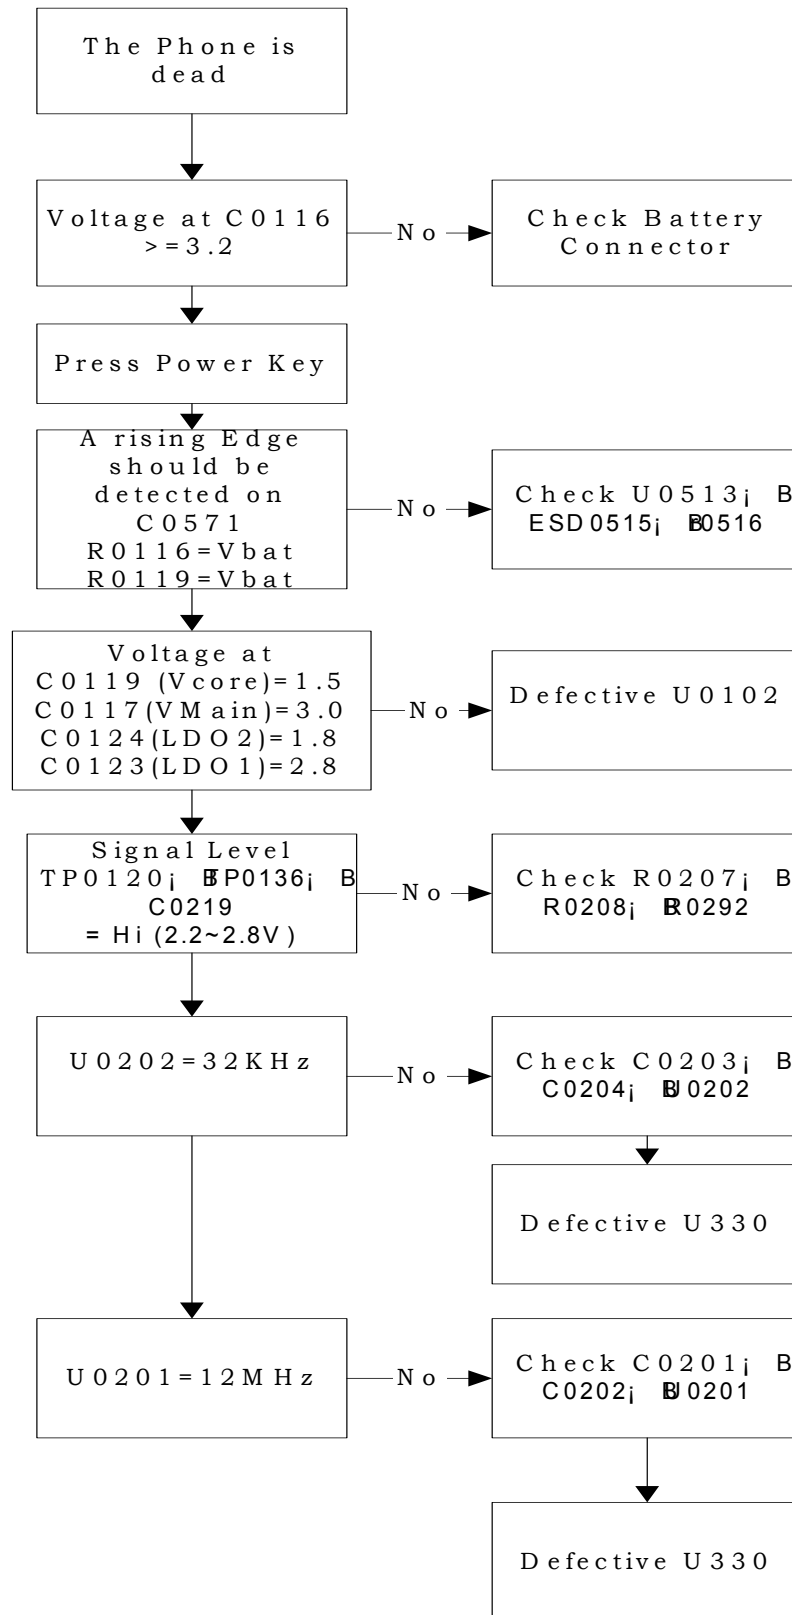 The Phone is
dead
Voltage at C0116
>=3.2
No
Check Battery
Connector
Press Power Key
A rising Edge
should be
detected on
C0571
R0116=Vbat
R0119=Vbat
No
Check U0513¡ B
ESD0515¡
Voltage at
C0119 (Vcore)=1.5
C0117(VMain)=3.0
C0124(LDO2)=1.8
C0123(LDO1)=2.8
No
Defective U0102
Signal Level
TP0120¡ BTP0136¡ B
C0219
= Hi (2.2~2.8V)
No
Check R0207¡ B
R0208¡ BR0292
U0202=32KHz
No
Check C0203¡ B
C0204¡ BU0202
Defective U330
U0201=12MHz
No
Check C0201¡ B
C0202¡ BU0201
Defective U330